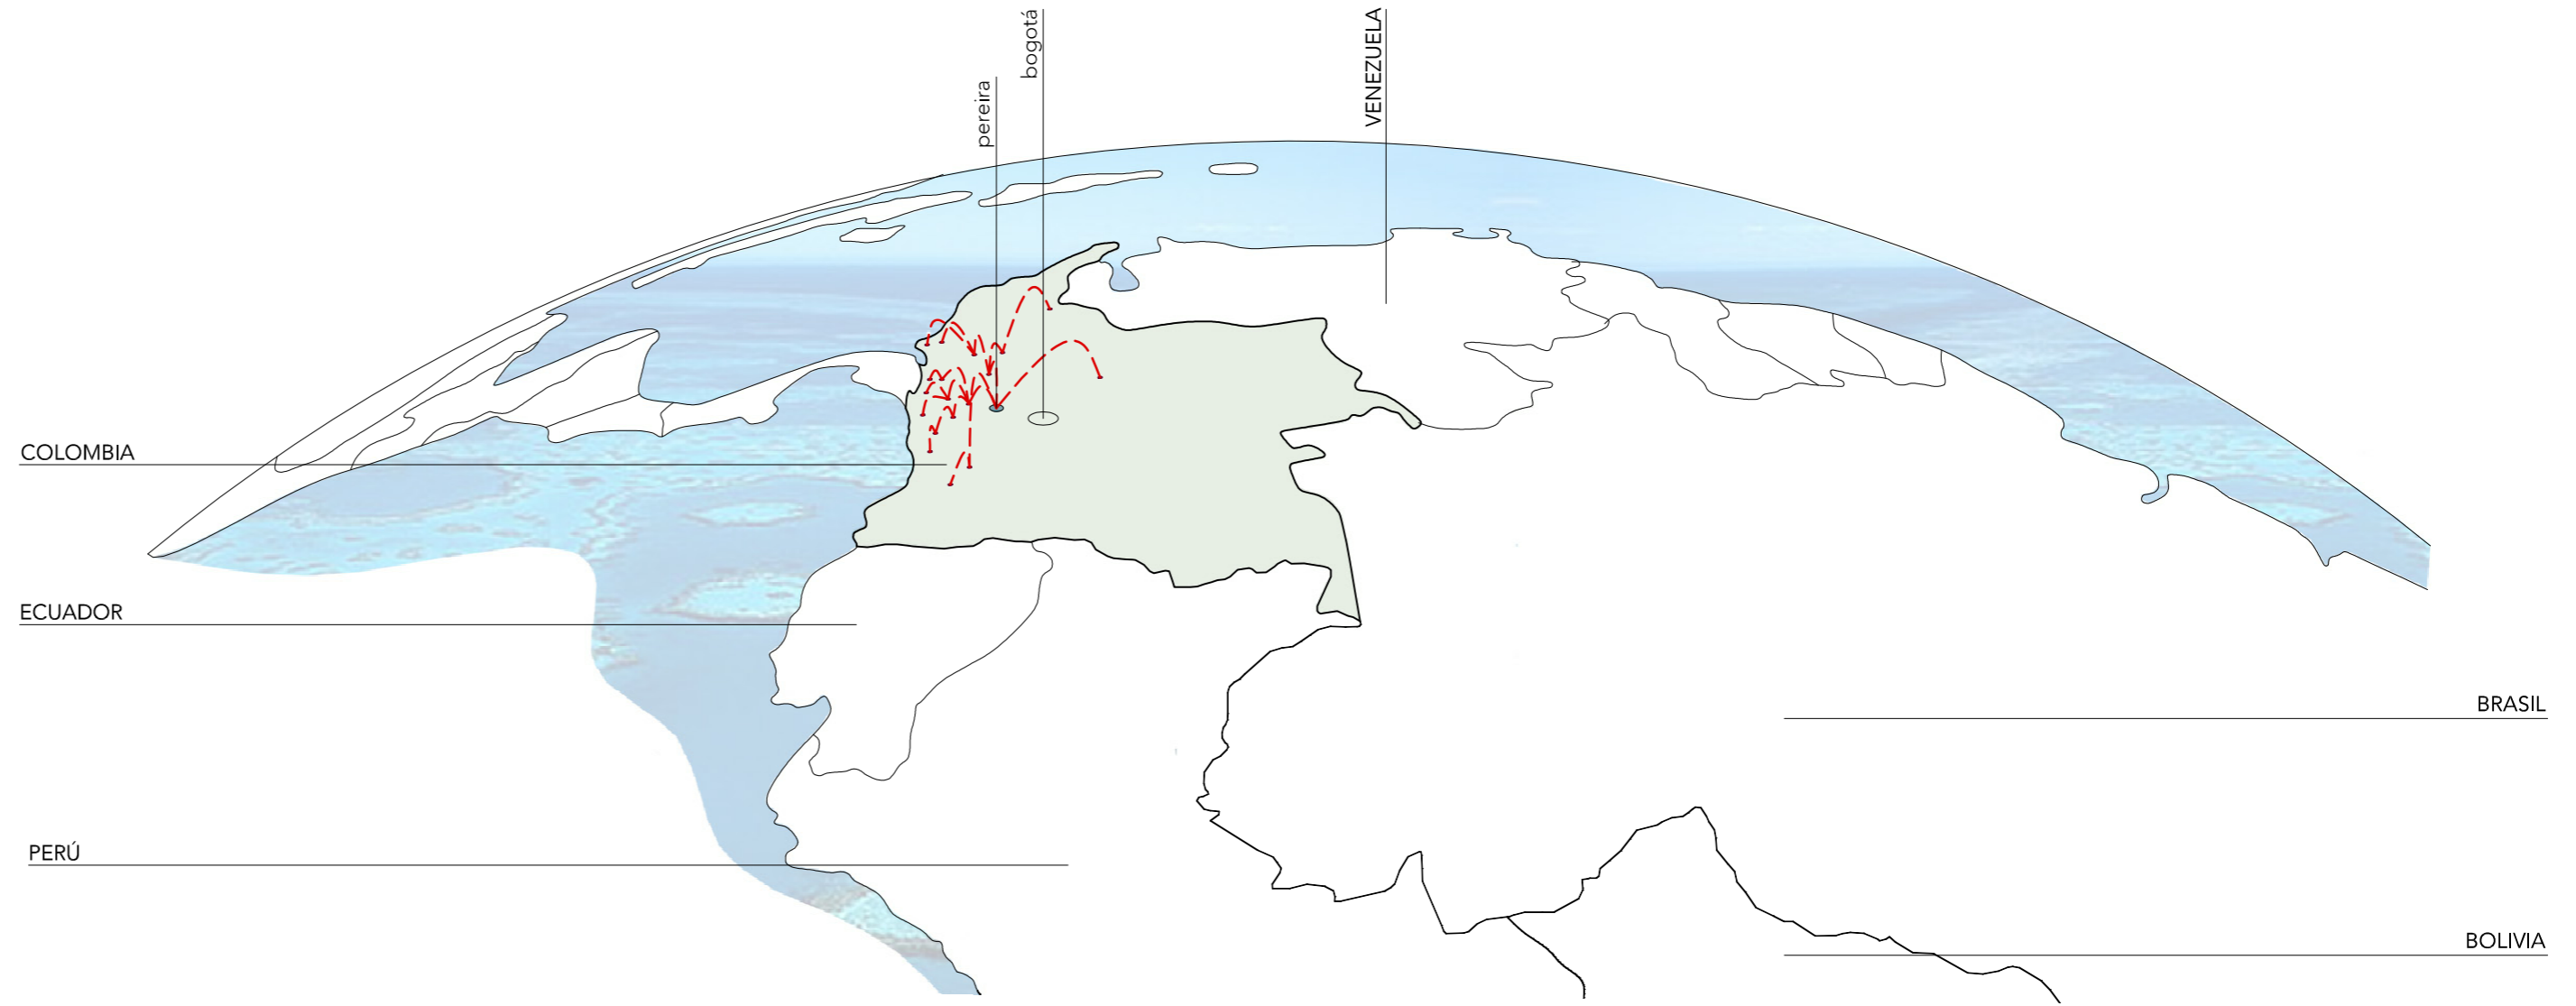 bogotá
pereira
VENEZUELA
COLOMBIA
ECUADOR
BRASIL
PERÚ
BOLIVIA